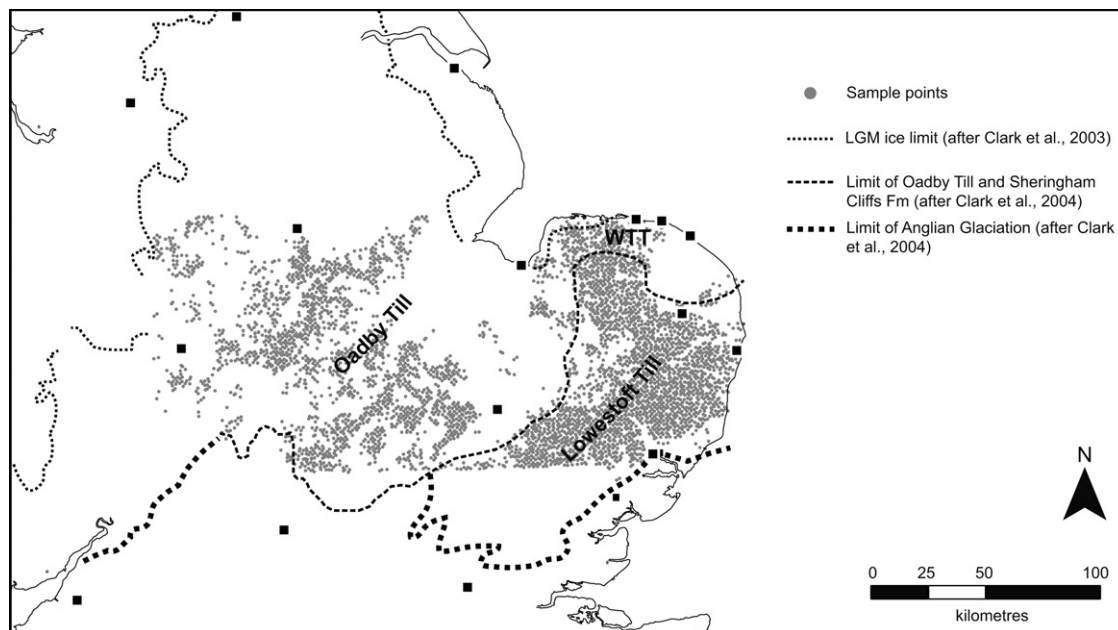 WTT
Oadby Till
Lowestoft Till
Sample points
LGM ice limit (after Clark et al., 2003)
Limit of Oadby Till and Sheringham
Cliffs Fm (after Clark et al., 2004)
Limit of Anglian Glaciation (after Clark
et al., 2004)
N
0 25 50 100
kilometres